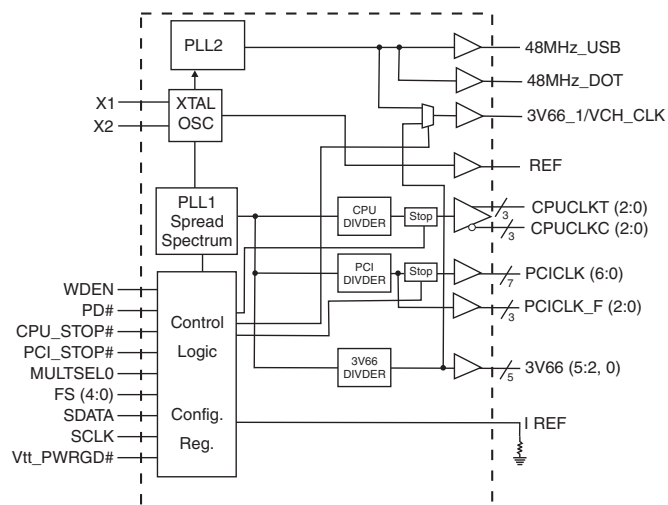 PLL2
48MHz_USB
48MHz_DOT
X1
X2
XTAL
OSC
3V66_1/VCH_CLK
REF
PLL1
Spread
Spectrum
CPU
DIVDER
Stop
3
CPUCLKT (2:0)
3
CPUCLKC (2:0)
PCI
DIVDER
Stop
7
PCICLK (6:0)
3
PCICLK_F (2:0)
3V66
DIVDER
5
3V66 (5:2, 0)
WDEN
PD#
CPU_STOP#
PCI_STOP#
MULTSEL0
FS (4:0)
SDATA
SCLK
Vtt_PWRGD#
Control
Logic
Config.
Reg.
I REF